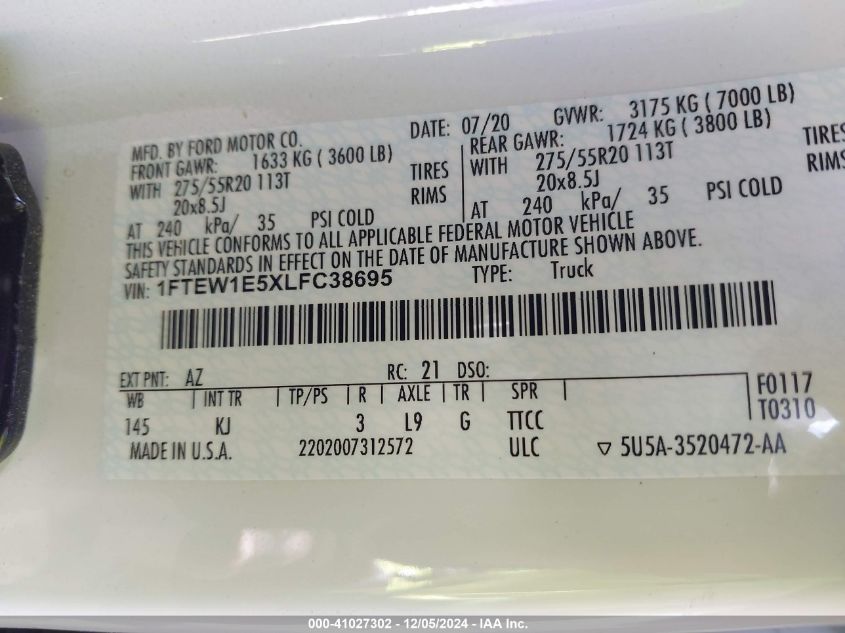 MFD. BY FORD MOTOR CO. DATE: 07/20 GVWR: 3175 KG ( 7000 LB)
FRONT GAWR: 1633 KG ( 3600 LB) REAR GAWR: 1724 KG ( 3800 LB)
WITH 275/55R20 113T TIRES WITH 275/55R20 113T TIRES
20x8.5J RIMS 20x8.5J RIMS
AT 240 kPa/ 35 PSI COLD AT 240 kPa/ 35 PSI COLD
THIS VEHICLE CONFORMS TO ALL APPLICABLE FEDERAL MOTOR VEHICLE
SAFETY STANDARDS IN EFFECT ON THE DATE OF MANUFACTURE SHOWN ABOVE.
VIN: 1FTEW1E5XLFC38695 TYPE: Truck
EXT PNT: AZ RC: 21 DSO:
WB INT TR TP/PS R AXLE TR SPR F0117
145 KJ 3 L9 G TTCC T0310
MADE IN U.S.A. 2202007312572 ULC ▽ 5U5A-3520472-AA
000-41027302 - 12/05/2024 - IAA Inc.